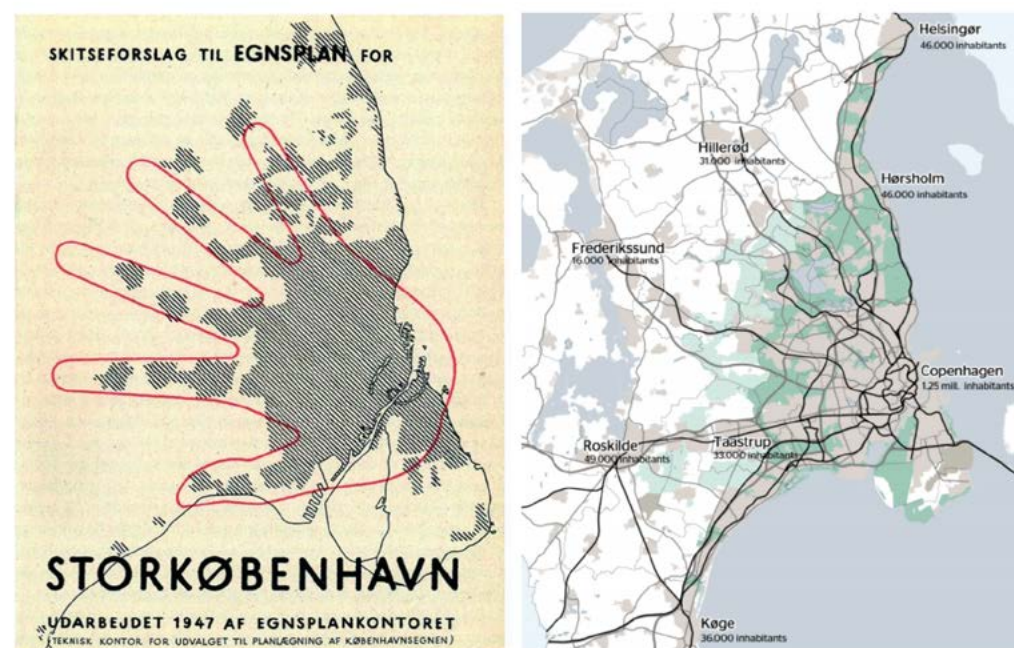 SKITSEFORSLAG TIL EGNSPLAN FOR
STORKØBENHAVN
UDARBEJDET 1947 AF EGNSPLANKONTORET
(TEKNISK KONTOR FOR UDVALGET TIL PLANLÆGNING AF KØBENHAVNSEGNEN)
Helsingør
46.000 inhabitants
Hillerød
31.000 inhabitants
Hørsholm
46.000 inhabitants
Frederikssund
16.000 inhabitants
Copenhagen
1.25 mill. inhabitants
Roskilde
49.000 inhabitants
Taastrup
33.000 inhabitants
Køge
36.000 inhabitants